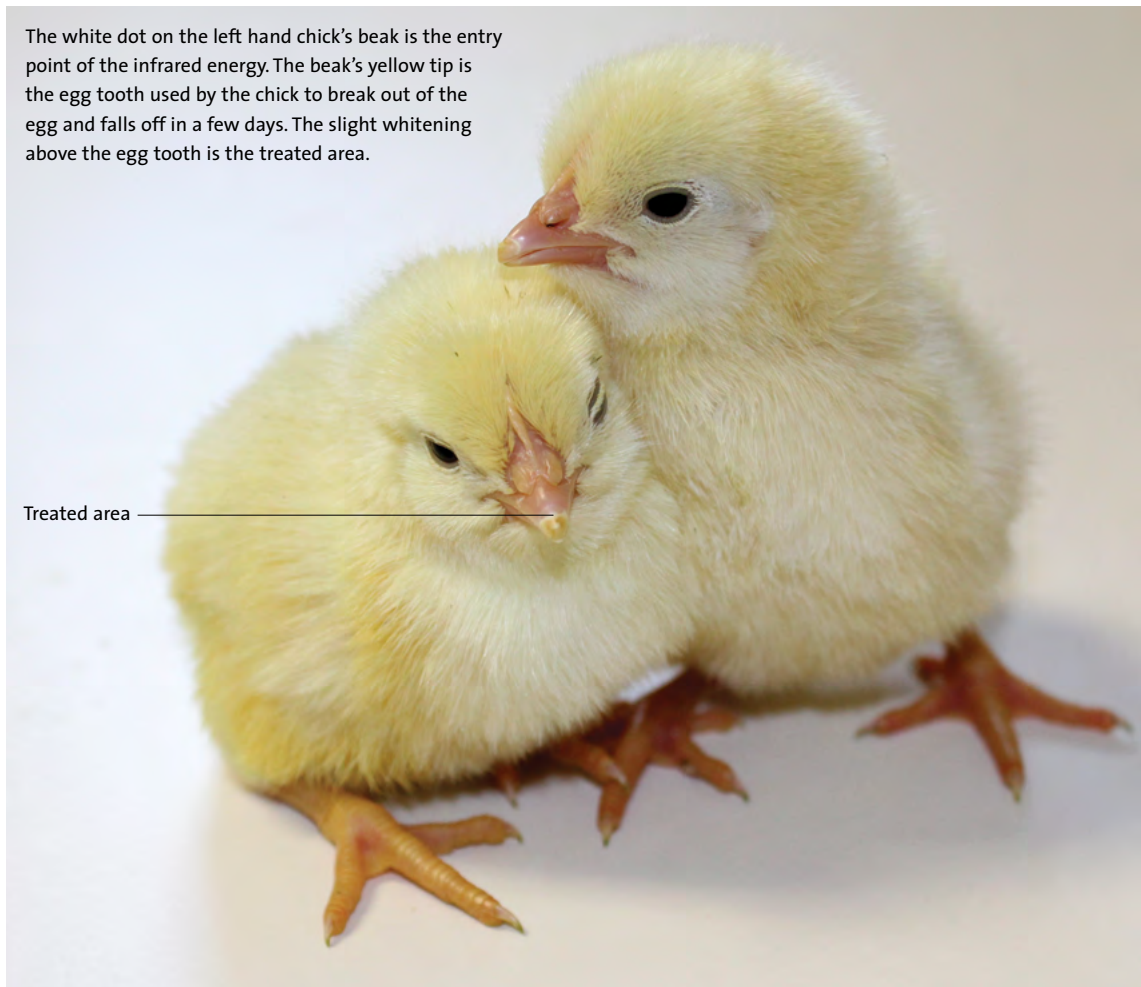 The white dot on the left hand chick's beak is the entry
point of the infrared energy. The beak's yellow tip is
the egg tooth used by the chick to break out of the
egg and falls off in a few days. The slight whitening
above the egg tooth is the treated area.
Treated area